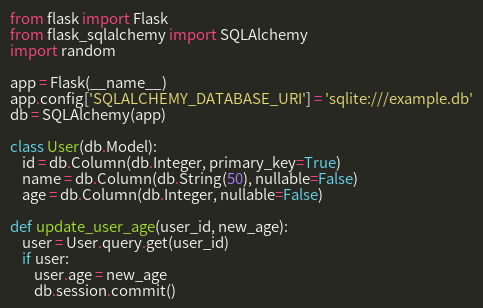 from flask import Flask
from flask_sqlalchemy import SQLAlchemy
import random

app = Flask(__name__)
app.config['SQLALCHEMY_DATABASE_URI'] = 'sqlite:///example.db'
db = SQLAlchemy(app)

class User(db.Model):
    id = db.Column(db.Integer, primary_key=True)
    name = db.Column(db.String(50), nullable=False)
    age = db.Column(db.Integer, nullable=False)

def update_user_age(user_id, new_age):
    user = User.query.get(user_id)
    if user:
        user.age = new_age
        db.session.commit()